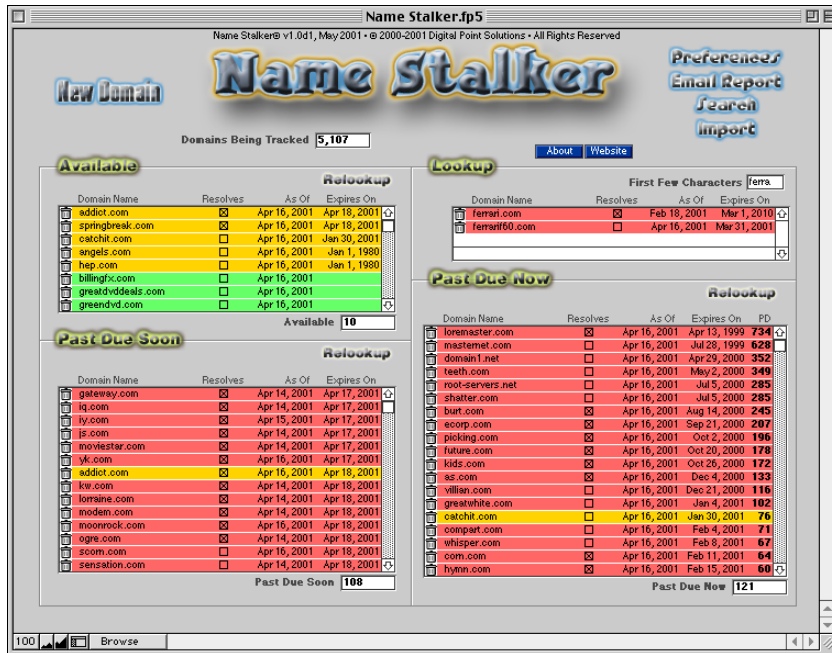 Name Stalker.fp5
Name Stalker® v1.0d1, May 2001 • © 2000-2001 Digital Point Solutions • All Rights Reserved
New Domain
Name Stalker
Preferences
Email Report
Search
Import
Domains Being Tracked 5,107
About Website
Available
Relookup
Domain Name Resolves As Of Expires On
addict.com Apr 16, 2001 Apr 18, 2001
springbreak.com Apr 16, 2001 Apr 18, 2001
catchit.com Apr 16, 2001 Jan 30, 2001
angels.com Apr 16, 2001 Jan 1, 1980
hep.com Apr 16, 2001 Jan 1, 1980
billingfx.com Apr 16, 2001
greatdvddeals.com Apr 16, 2001
greendvd.com Apr 16, 2001
Available 10
Past Due Soon
Relookup
Domain Name Resolves As Of Expires On
gateway.com Apr 14, 2001 Apr 17, 2001
iq.com Apr 14, 2001 Apr 17, 2001
iy.com Apr 15, 2001 Apr 17, 2001
js.com Apr 14, 2001 Apr 17, 2001
moviestar.com Apr 14, 2001 Apr 17, 2001
yk.com Apr 16, 2001 Apr 17, 2001
addict.com Apr 16, 2001 Apr 18, 2001
kw.com Apr 14, 2001 Apr 18, 2001
lorraine.com Apr 14, 2001 Apr 18, 2001
modem.com Apr 14, 2001 Apr 18, 2001
moonrock.com Apr 16, 2001 Apr 18, 2001
ogre.com Apr 14, 2001 Apr 18, 2001
scorn.com Apr 16, 2001 Apr 18, 2001
sensation.com Apr 14, 2001 Apr 18, 2001
Past Due Soon 108
Lookup
First Few Characters ferra
Domain Name Resolves As Of Expires On
ferrari.com Feb 18, 2001 Mar 1, 2010
ferrarif60.com Apr 16, 2001 Mar 31, 2001
Past Due Now
Relookup
Domain Name Resolves As Of Expires On PD
loremaster.com Apr 16, 2001 Apr 13, 1999 734
masternet.com Apr 16, 2001 Jul 28, 1999 628
domain1.net Apr 16, 2001 Apr 29, 2000 352
teeth.com Apr 16, 2001 May 2, 2000 349
root-servers.net Apr 16, 2001 Jul 5, 2000 285
shatter.com Apr 16, 2001 Jul 5, 2000 285
burt.com Apr 16, 2001 Aug 14, 2000 245
ecorp.com Apr 16, 2001 Sep 21, 2000 207
picking.com Apr 16, 2001 Oct 2, 2000 196
future.com Apr 16, 2001 Oct 20, 2000 178
kids.com Apr 16, 2001 Oct 26, 2000 172
as.com Apr 16, 2001 Dec 4, 2000 133
villian.com Apr 16, 2001 Dec 21, 2000 116
greatwhite.com Apr 16, 2001 Jan 4, 2001 102
catchit.com Apr 16, 2001 Jan 30, 2001 76
compart.com Apr 16, 2001 Feb 4, 2001 71
whisper.com Apr 16, 2001 Feb 8, 2001 67
corn.com Apr 16, 2001 Feb 11, 2001 64
hymn.com Apr 16, 2001 Feb 15, 2001 60
Past Due Now 121
100 Browse